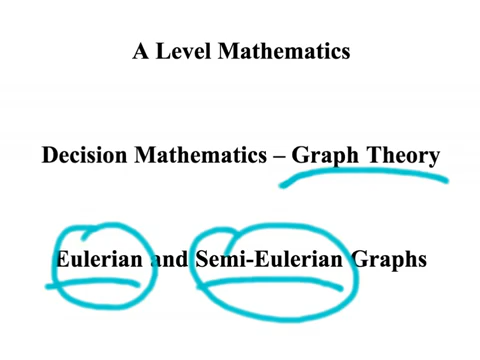 A Level Mathematics
Decision Mathematics – Graph Theory
Eulerian and Semi-Eulerian Graphs